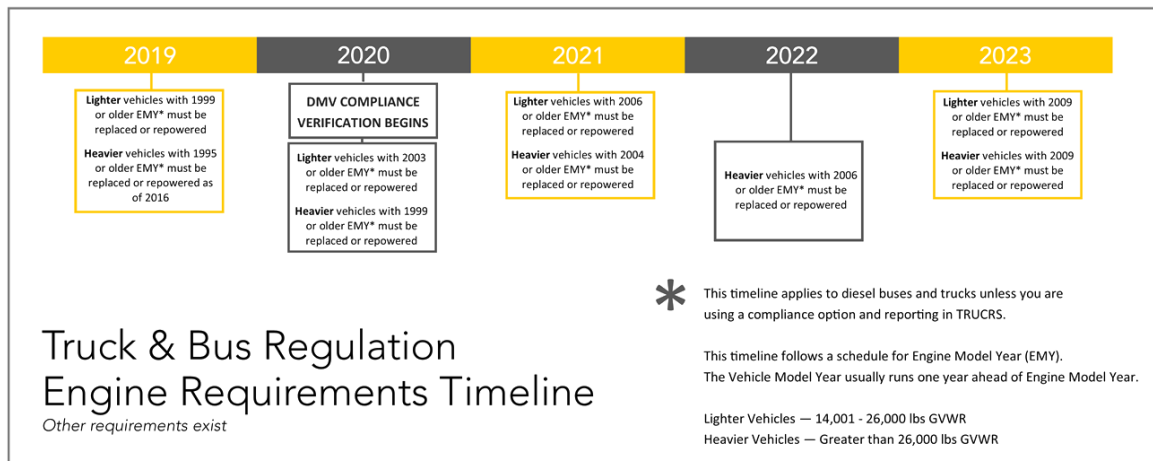 2019
2020
2021
2022
2023
Lighter vehicles with 1999
or older EMY* must be
replaced or repowered
Heavier vehicles with 1995
or older EMY* must be
replaced or repowered as
of 2016
DMV COMPLIANCE
VERIFICATION BEGINS
Lighter vehicles with 2003
or older EMY* must be
replaced or repowered
Heavier vehicles with 1999
or older EMY* must be
replaced or repowered
Lighter vehicles with 2006
or older EMY* must be
replaced or repowered
Heavier vehicles with 2004
or older EMY* must be
replaced or repowered
Heavier vehicles with 2006
or older EMY* must be
replaced or repowered
Lighter vehicles with 2009
or older EMY* must be
replaced or repowered
Heavier vehicles with 2009
or older EMY* must be
replaced or repowered
Truck & Bus Regulation
Engine Requirements Timeline
Other requirements exist
* This timeline applies to diesel buses and trucks unless you are
using a compliance option and reporting in TRUCRS.
This timeline follows a schedule for Engine Model Year (EMY).
The Vehicle Model Year usually runs one year ahead of Engine Model Year.
Lighter Vehicles — 14,001 - 26,000 lbs GVWR
Heavier Vehicles — Greater than 26,000 lbs GVWR